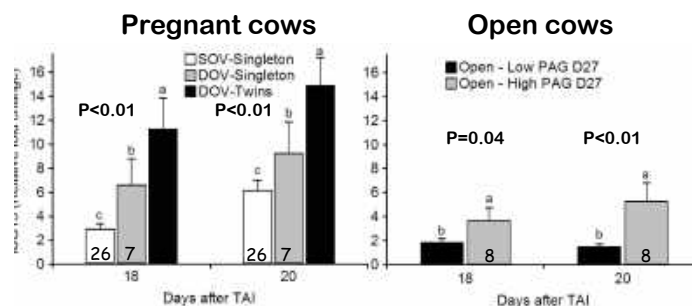 Pregnant cows
SOV-Singleton
DOV-Singleton
DOV-Twins
P<0.01
P<0.01
a
b
c
a
b
c
16
14
12
10
8
6
4
2
0
26
7
26
7
18
20
Days after TAI
Open cows
Open - Low PAG D27
Open - High PAG D27
P=0.04
P<0.01
a
b
a
b
16
14
12
10
8
6
4
2
0
8
8
18
20
Days after TAI